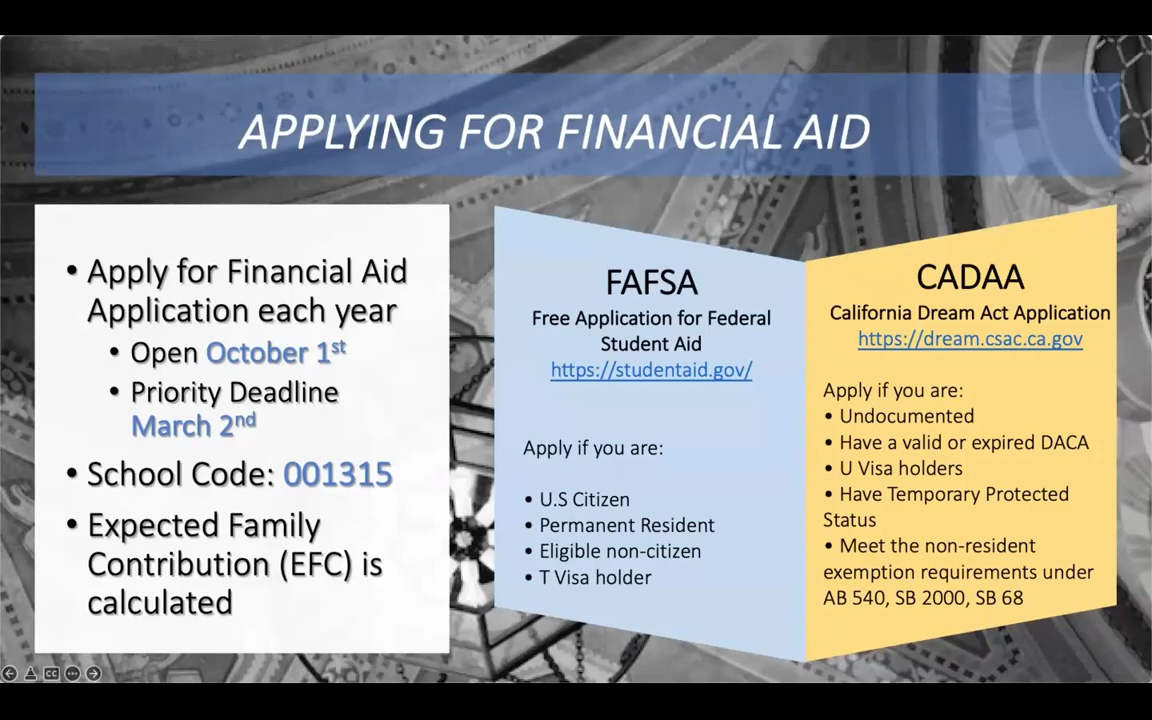 APPLYING FOR FINANCIAL AID
• Apply for Financial Aid
Application each year
• Open October 1st
• Priority Deadline
March 2nd
• School Code: 001315
• Expected Family
Contribution (EFC) is
calculated
FAFSA
Free Application for Federal
Student Aid
https://studentaid.gov/
Apply if you are:
• U.S Citizen
• Permanent Resident
• Eligible non-citizen
• T Visa holder
CADAA
California Dream Act Application
https://dream.csac.ca.gov
Apply if you are:
• Undocumented
• Have a valid or expired DACA
• U Visa holders
• Have Temporary Protected
Status
• Meet the non-resident
exemption requirements under
AB 540, SB 2000, SB 68
CC